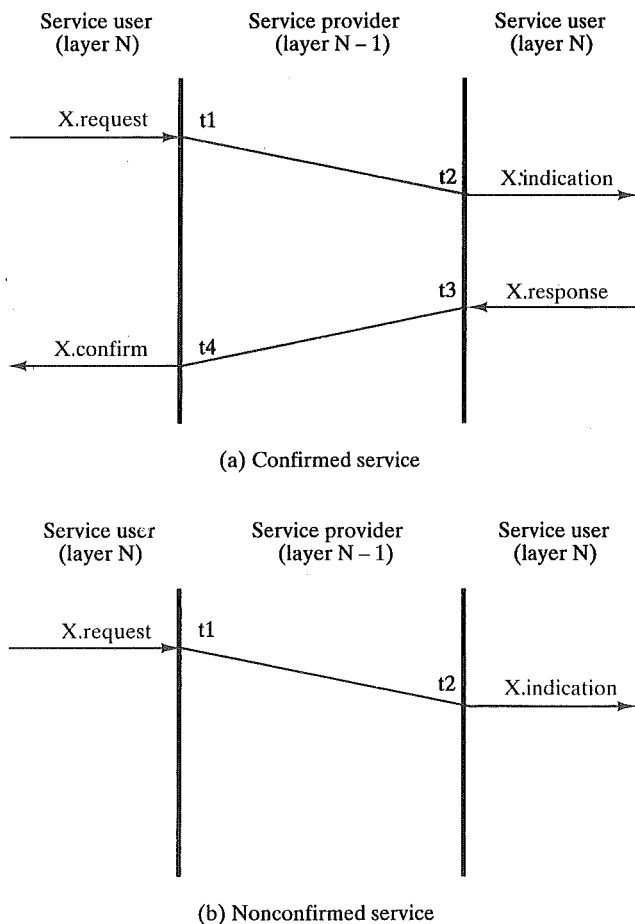 Service user Service provider Service user
(layer N) (layer N – 1) (layer N)
X.request t1
t2 X.indication
t3 X.response
X.confirm t4
(a) Confirmed service
Service user Service provider Service user
(layer N) (layer N – 1) (layer N)
X.request t1
t2 X.indication
(b) Nonconfirmed service